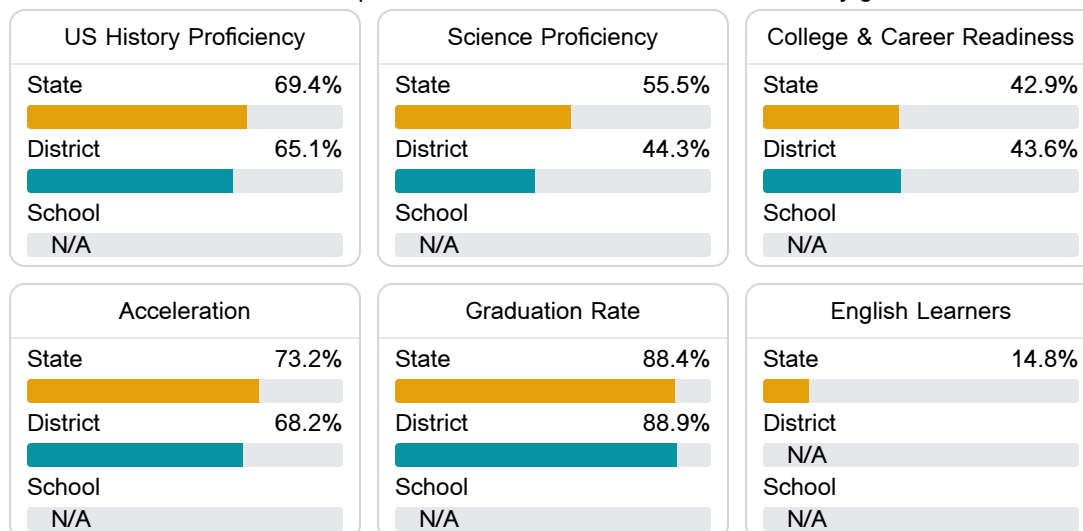 US History Proficiency
State 69.4%
District 65.1%
School
N/A
Science Proficiency
State 55.5%
District 44.3%
School
N/A
College & Career Readiness
State 42.9%
District 43.6%
School
N/A
Acceleration
State 73.2%
District 68.2%
School
N/A
Graduation Rate
State 88.4%
District 88.9%
School
N/A
English Learners
State 14.8%
District
N/A
School
N/A